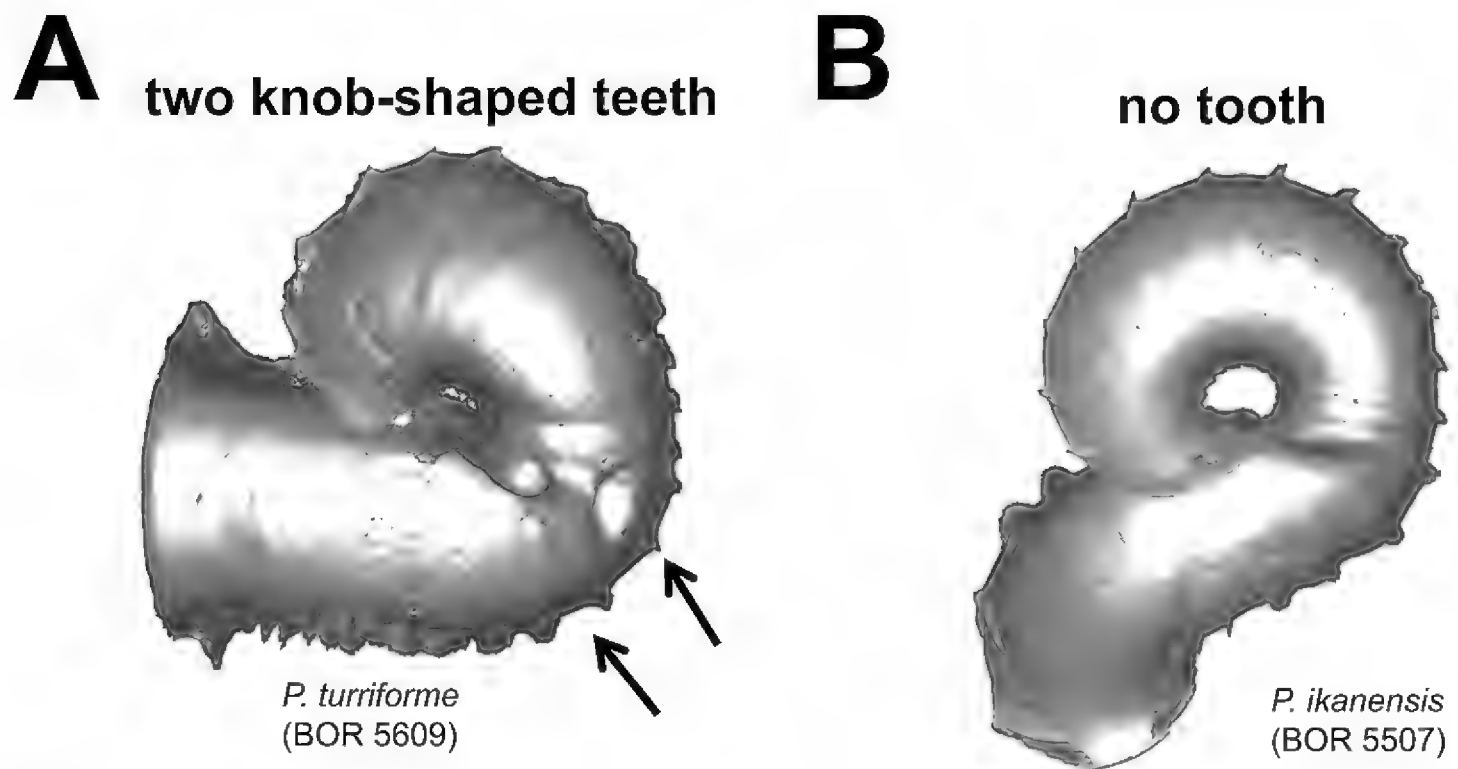 A
two knob-shaped teeth
P. turriforme
(BOR 5609)
B
no tooth
P. ikanensis
(BOR 5507)